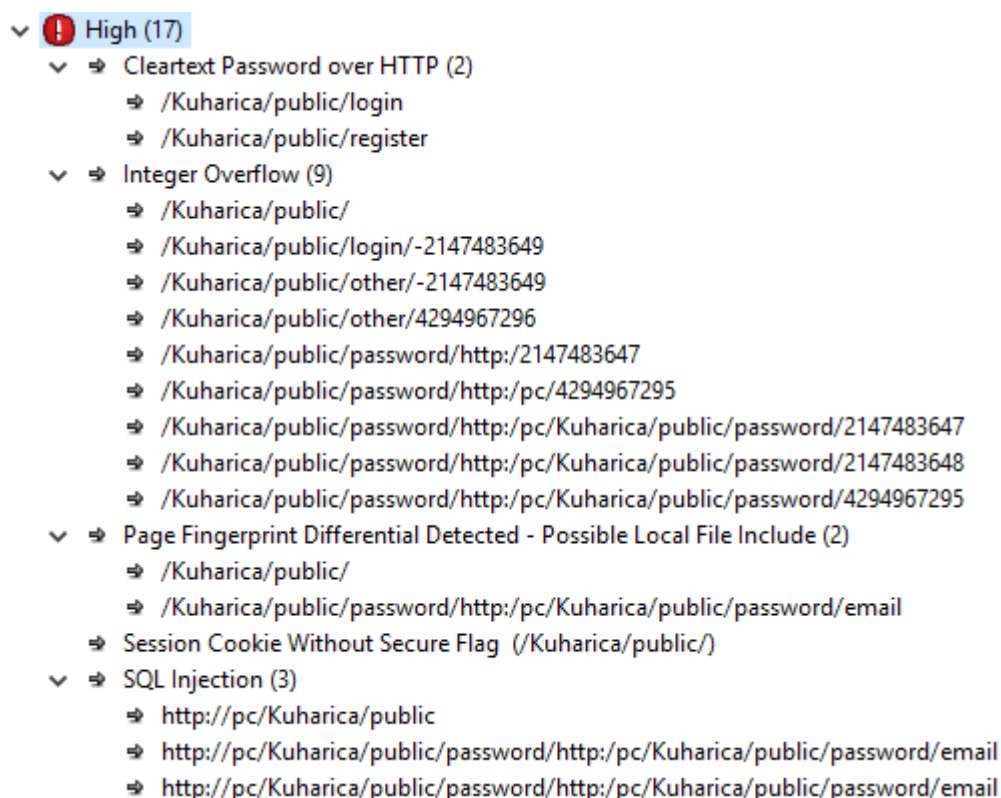 High (17)
Cleartext Password over HTTP (2)
/Kuharica/public/login
/Kuharica/public/register
Integer Overflow (9)
/Kuharica/public/
/Kuharica/public/login/-2147483649
/Kuharica/public/other/-2147483649
/Kuharica/public/other/4294967296
/Kuharica/public/password/http:/2147483647
/Kuharica/public/password/http:/pc/4294967295
/Kuharica/public/password/http:/pc/Kuharica/public/password/2147483647
/Kuharica/public/password/http:/pc/Kuharica/public/password/2147483648
/Kuharica/public/password/http:/pc/Kuharica/public/password/4294967295
Page Fingerprint Differential Detected - Possible Local File Include (2)
/Kuharica/public/
/Kuharica/public/password/http:/pc/Kuharica/public/password/email
Session Cookie Without Secure Flag (/Kuharica/public/)
SQL Injection (3)
http://pc/Kuharica/public
http://pc/Kuharica/public/password/http:/pc/Kuharica/public/password/email
http://pc/Kuharica/public/password/http:/pc/Kuharica/public/password/email